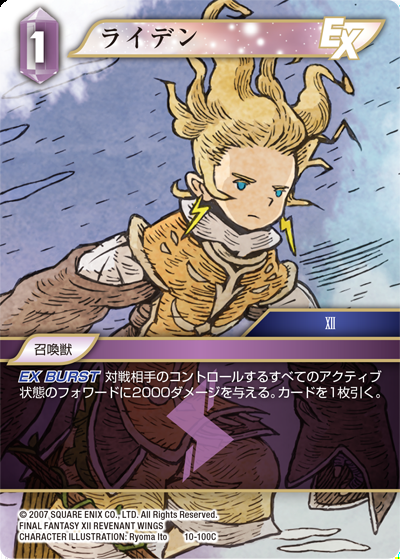 1
ライデン
EX
XII
召喚獣
EX BURST 対戦相手のコントロールするすべてのアクティブ
状態のフォワードに2000ダメージを与える。カードを1枚引く。
© 2007 SQUARE ENIX CO., LTD. All Rights Reserved.
FINAL FANTASY XII REVENANT WINGS
CHARACTER ILLUSTRATION: Ryoma Ito 10-100C